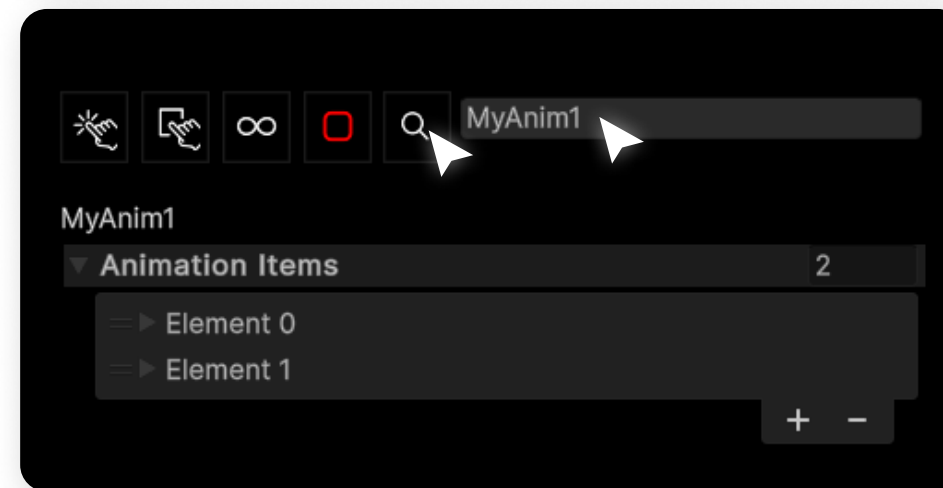 MyAnim1
MyAnim1
Animation Items 2
Element 0
Element 1
+ −